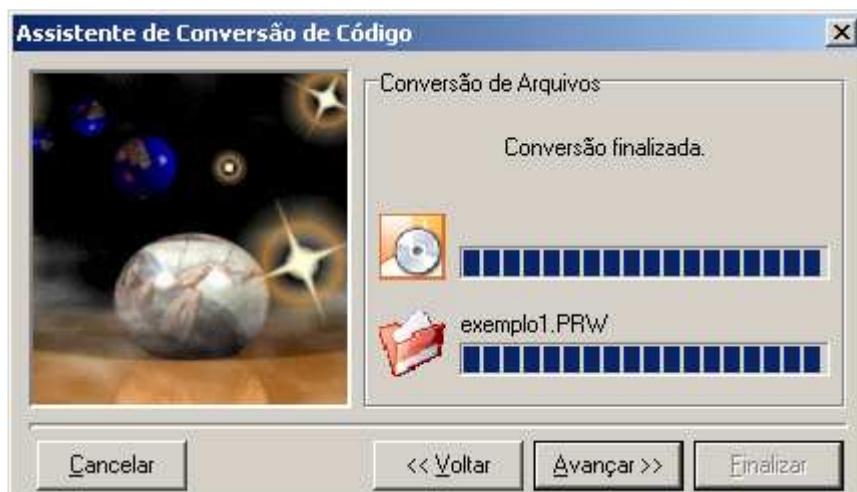 Assistente de Conversão de Código
Conversão de Arquivos
Conversão finalizada.
exemplo1.PRW
Cancelar
<< Voltar
Avançar >>
Finalizar